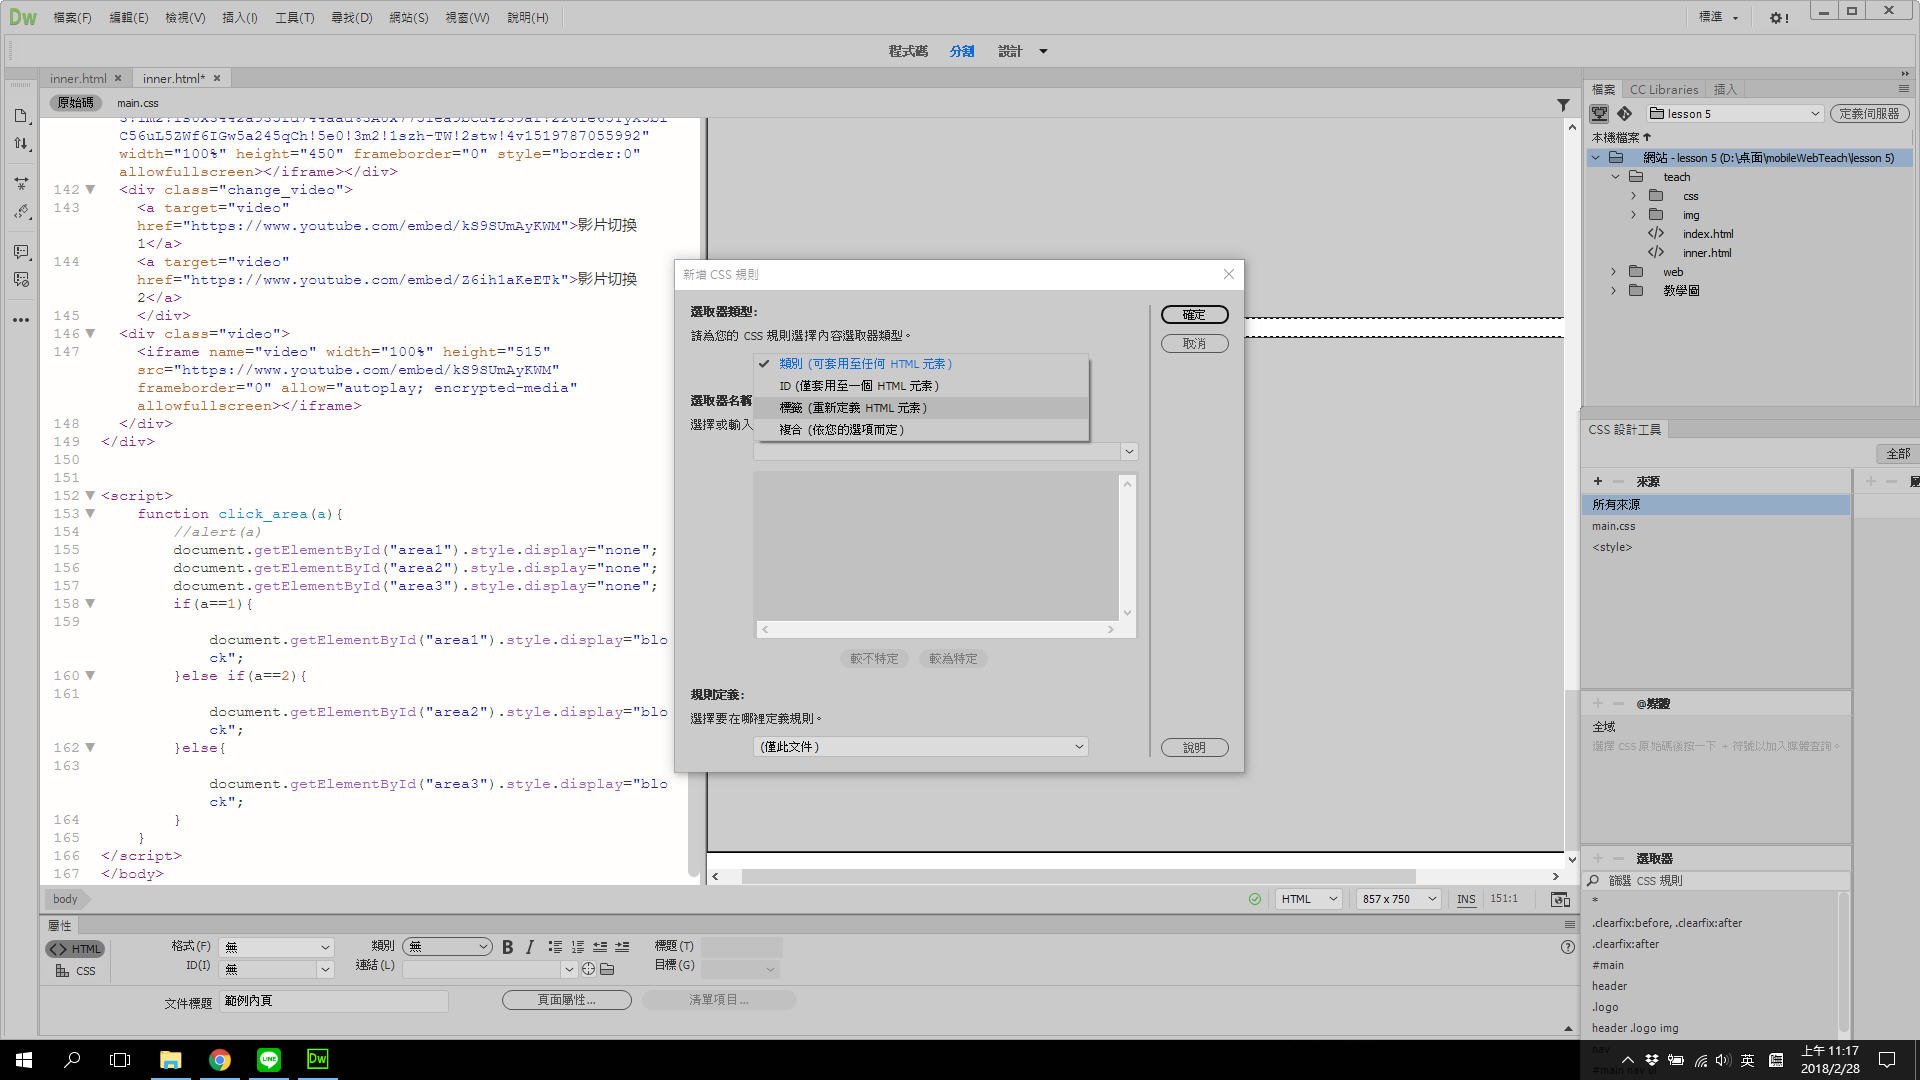 Dw 檔案(F) 編輯(E) 檢視(V) 插入(I) 工具(T) 尋找(D) 網站(S) 視窗(W) 說明(H) 標準
程式碼 分割 設計
inner.html inner.html*
原始碼 main.css
C56uL5ZWf6IGw5a245qCh!5e0!3m2!1szh-TW!2stw!4v1519787055992"
width="100%" height="450" frameborder="0" style="border:0"
allowfullscreen></iframe></div>
142 <div class="change_video">
143 <a target="video"
href="https://www.youtube.com/embed/kS9SUmAyKWM">影片切換
1</a>
144 <a target="video"
href="https://www.youtube.com/embed/Z6ih1aKeETk">影片切換
2</a>
145 </div>
146 <div class="video">
147 <iframe name="video" width="100%" height="515"
src="https://www.youtube.com/embed/kS9SUmAyKWM"
frameborder="0" allow="autoplay; encrypted-media"
allowfullscreen></iframe>
148 </div>
149 </div>
150
151
152 <script>
153 function click_area(a){
154 //alert(a)
155 document.getElementById("area1").style.display="none";
156 document.getElementById("area2").style.display="none";
157 document.getElementById("area3").style.display="none";
158 if(a==1){
159
document.getElementById("area1").style.display="blo
ck";
160 }else if(a==2){
161
document.getElementById("area2").style.display="blo
ck";
162 }else{
163
document.getElementById("area3").style.display="blo
ck";
164 }
165 }
166 </script>
167 </body>
新增 CSS 規則
選取器類型:
請為您的 CSS 規則選擇內容選取器類型。
類別 (可套用至任何 HTML 元素)
ID (僅套用至一個 HTML 元素)
標籤 (重新定義 HTML 元素)
複合 (依您的選項而定)
選取器名稱
選擇或輸入
較不特定 較為特定
規則定義:
選擇要在哪裡定義規則。
(僅此文件)
確定
取消
說明
body HTML 857 x 750 INS 151:1
屬性
HTML 格式(F) 無 類別 無 B I 標題(T)
CSS ID(I) 無 連結(L) 目標(G)
文件標題 範例內頁 頁面屬性... 清單項目...
檔案 CC Libraries 插入
lesson 5 定義伺服器
本機檔案
網站 - lesson 5 (D:\桌面\mobileWebTeach\lesson 5)
teach
css
img
index.html
inner.html
web
教學圖
CSS 設計工具
全部
來源
所有來源
main.css
<style>
@媒體
全域
選擇 CSS 原始碼後按一下 + 符號以加入媒體查詢。
選取器
篩選 CSS 規則
*
.clearfix:before, .clearfix:after
.clearfix:after
#main
header
.logo
header .logo img
nav
#main nav ul
LINE Dw
英
上午 11:17
2018/2/28